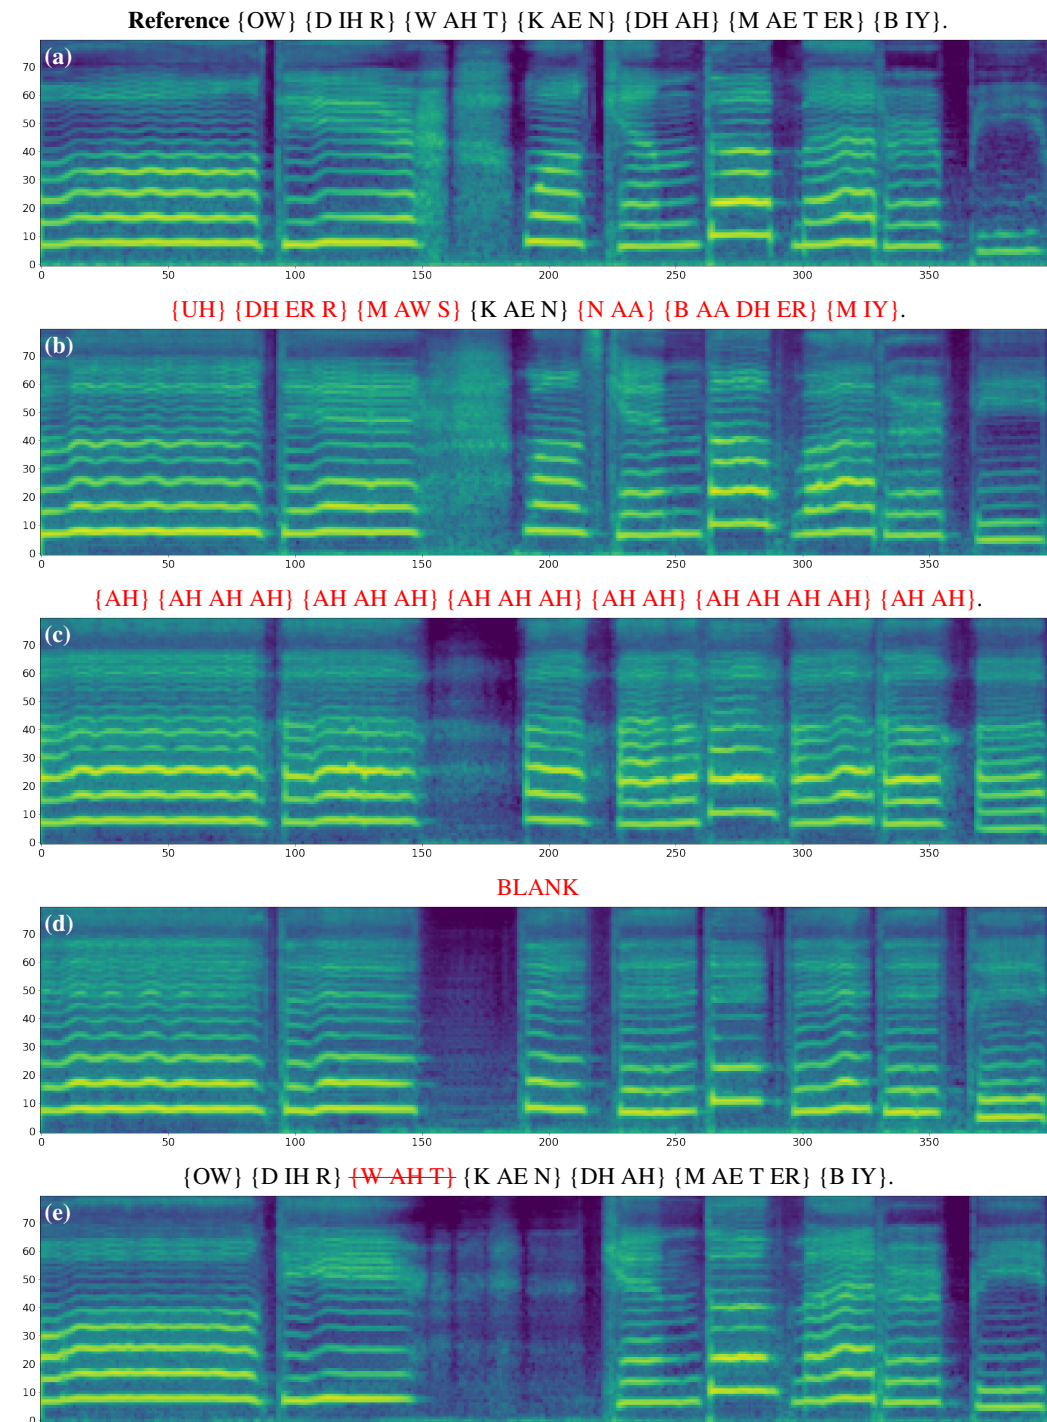 Reference {OW} {D IH R} {W AH T} {K AE N} {DH AH} {M AE T ER} {B IY}.
(a)
70
60
50
40
30
20
10
0
0 50 100 150 200 250 300 350
{UH} {DH ER R} {M AW S} {K AE N} {N AA} {B AA DH ER} {M IY}.
(b)
70
60
50
40
30
20
10
0
0 50 100 150 200 250 300 350
{AH} {AH AH AH} {AH AH AH} {AH AH AH} {AH AH} {AH AH AH AH} {AH AH}.
(c)
70
60
50
40
30
20
10
0
0 50 100 150 200 250 300 350
BLANK
(d)
70
60
50
40
30
20
10
0
0 50 100 150 200 250 300 350
{OW} {D IH R} {W AH T} {K AE N} {DH AH} {M AE T ER} {B IY}.
(e)
70
60
50
40
30
20
10
0